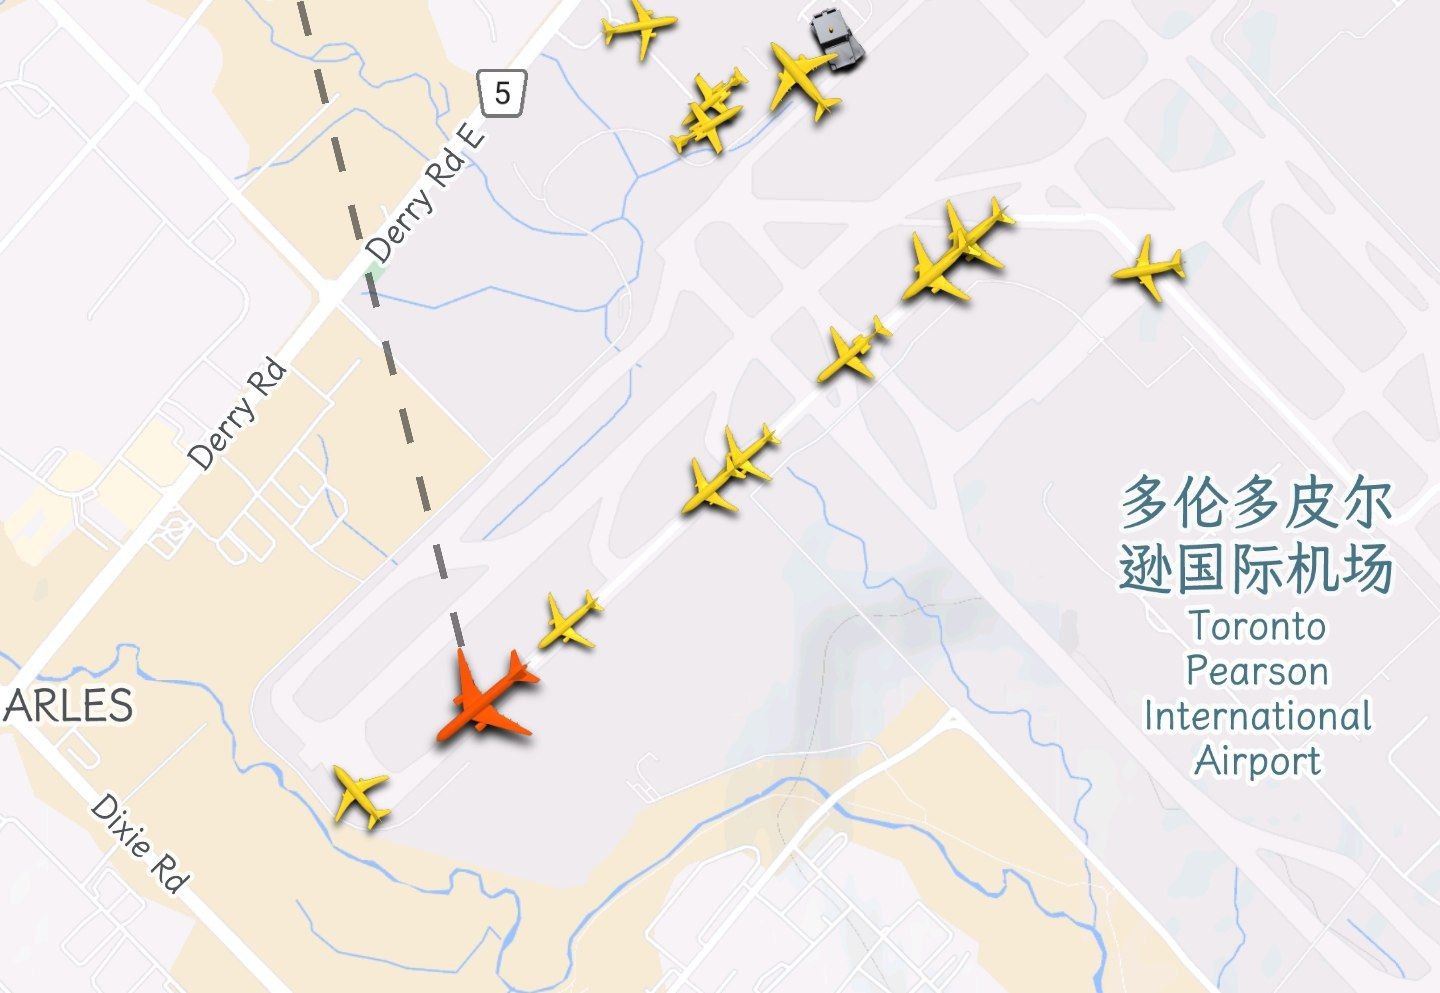 5
Derry Rd E
Derry Rd
ARLES
Dixie Rd
多伦多皮尔
逊国际机场
Toronto
Pearson
International
Airport